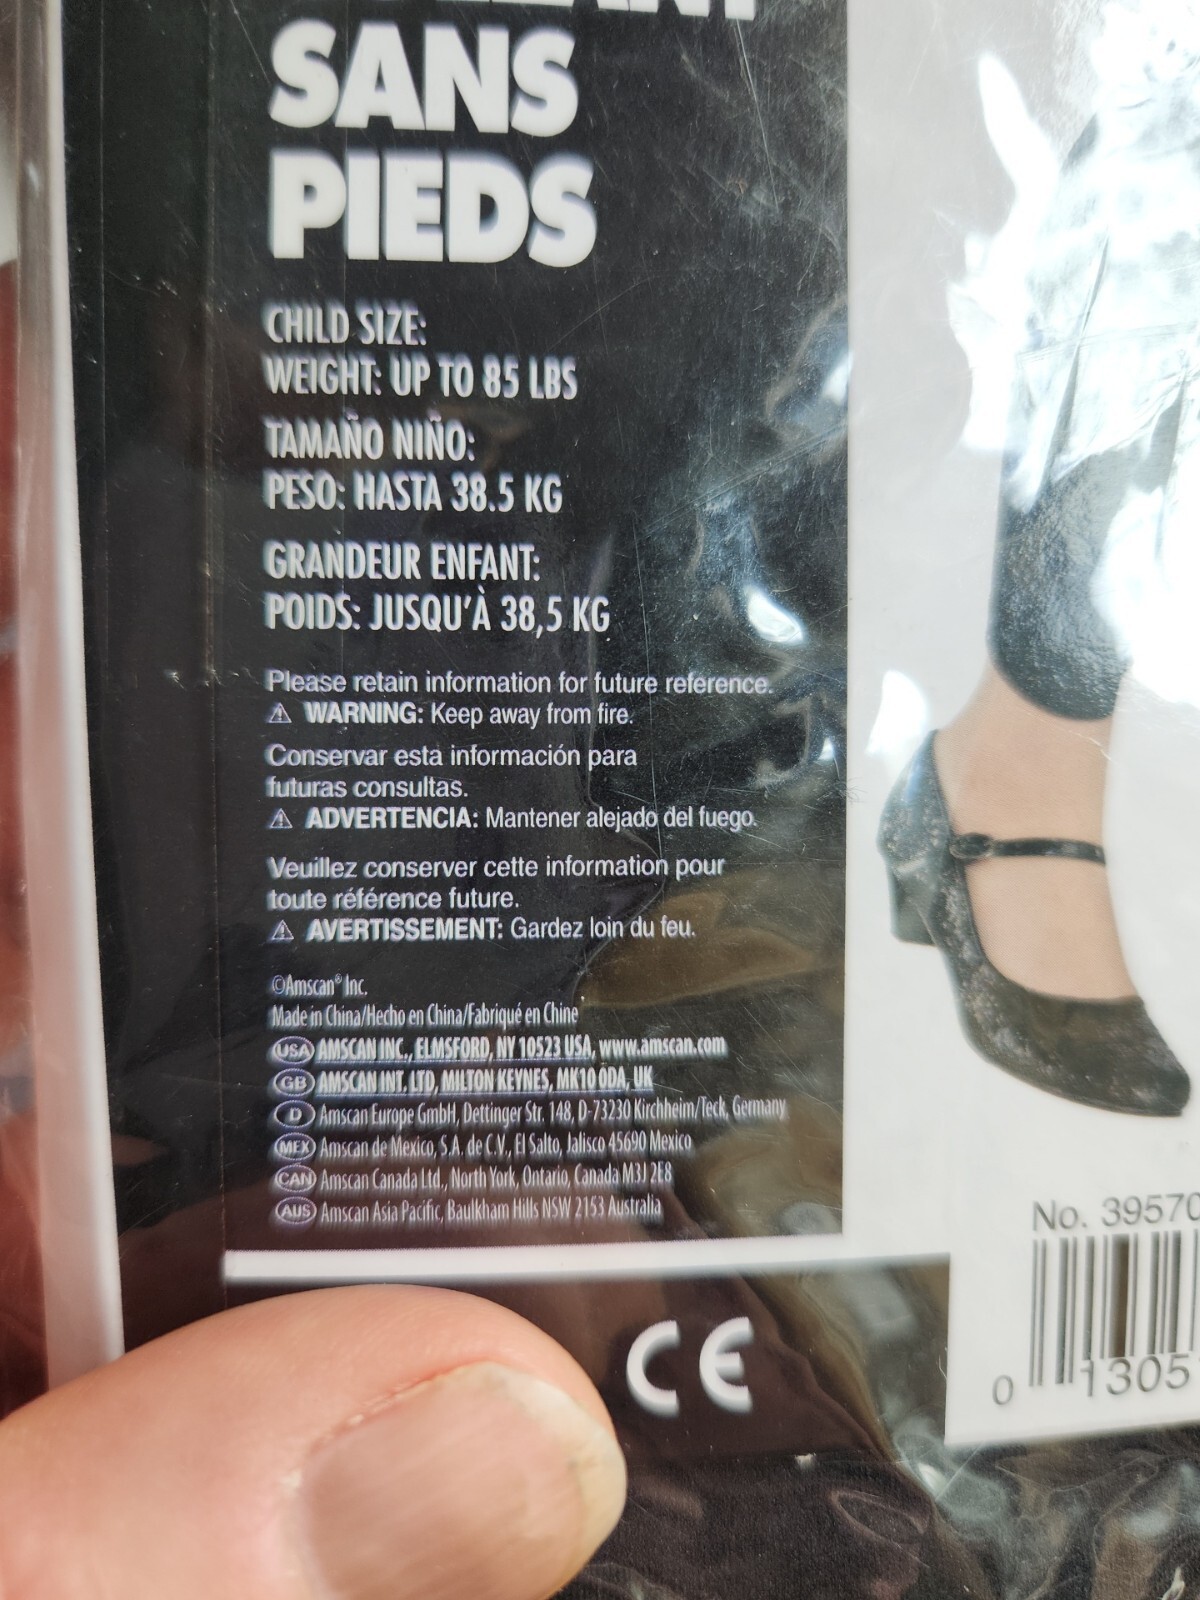 SANS
PIEDS
CHILD SIZE:
WEIGHT: UP TO 85 LBS
TAMAÑO NIÑO:
PESO: HASTA 38.5 KG
GRANDEUR ENFANT:
POIDS: JUSQU'À 38,5 KG
Please retain information for future reference.
⚠ WARNING: Keep away from fire.
Conservar esta información para
futuras consultas.
⚠ ADVERTENCIA: Mantener alejado del fuego.
Veuillez conserver cette information pour
toute référence future.
⚠ AVERTISSEMENT: Gardez loin du feu.
©Amscan® Inc.
Made in China/Hecho en China/Fabriqué en Chine
USA AMSCAN INC., ELMSFORD, NY 10523 USA, www.amscan.com
GB AMSCAN INT. LTD, MILTON KEYNES, MK10 0DA, UK
D Amscan Europe GmbH, Dettinger Str. 148, D-73230 Kirchheim/Teck, Germany
MEX Amscan de Mexico, S.A. de C.V., El Salto, Jalisco 45690 Mexico
CAN Amscan Canada Ltd., North York, Ontario, Canada M3J 2E8
AUS Amscan Asia Pacific, Baulkham Hills NSW 2153 Australia
No. 39570
0 1305
CE